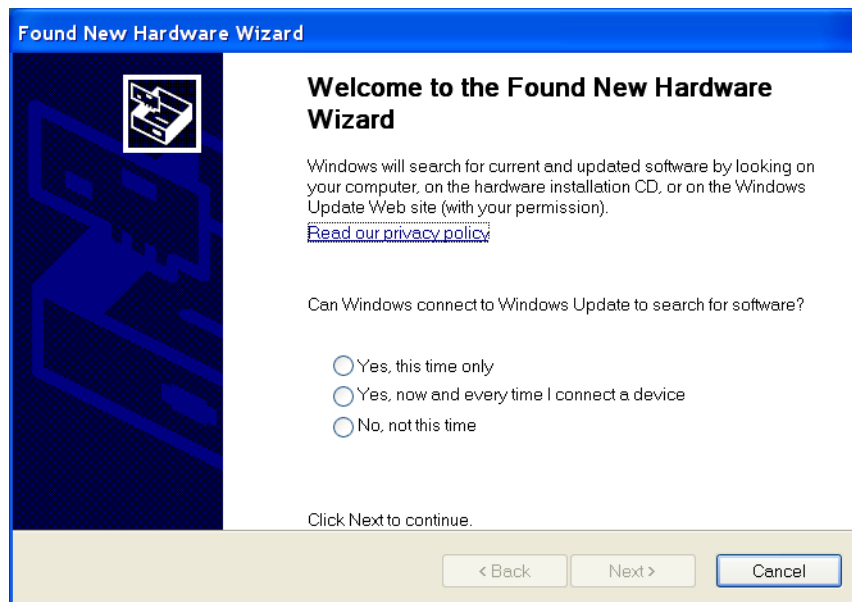 Found New Hardware Wizard
Welcome to the Found New Hardware
Wizard
Windows will search for current and updated software by looking on
your computer, on the hardware installation CD, or on the Windows
Update Web site (with your permission).
Read our privacy policy
Can Windows connect to Windows Update to search for software?
Yes, this time only
Yes, now and every time I connect a device
No, not this time
Click Next to continue.
< Back Next > Cancel